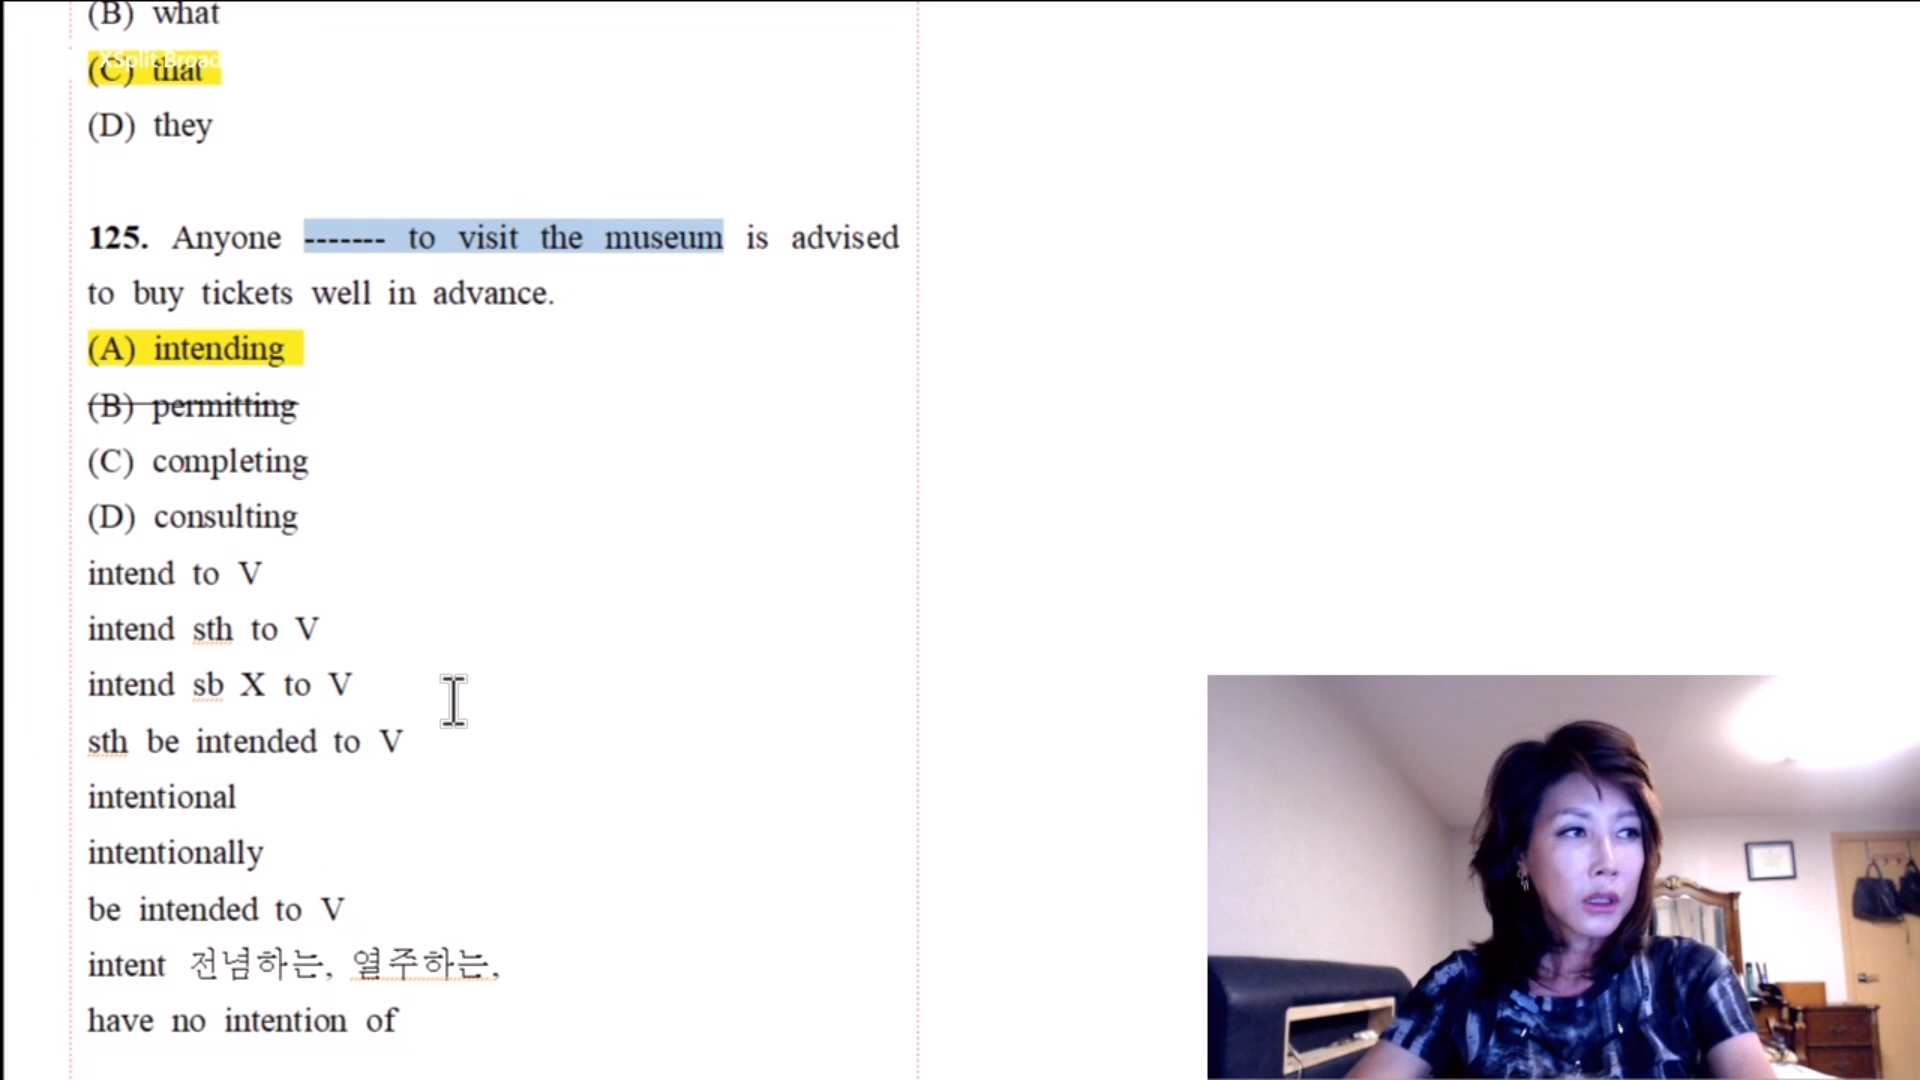 (B) what
XSplit Broad
(C) that
(D) they
125. Anyone ------- to visit the museum is advised
to buy tickets well in advance.
(A) intending
(B) permitting
(C) completing
(D) consulting
intend to V
intend sth to V
intend sb X to V
sth be intended to V
intentional
intentionally
be intended to V
intent 전념하는, 열주하는,
have no intention of